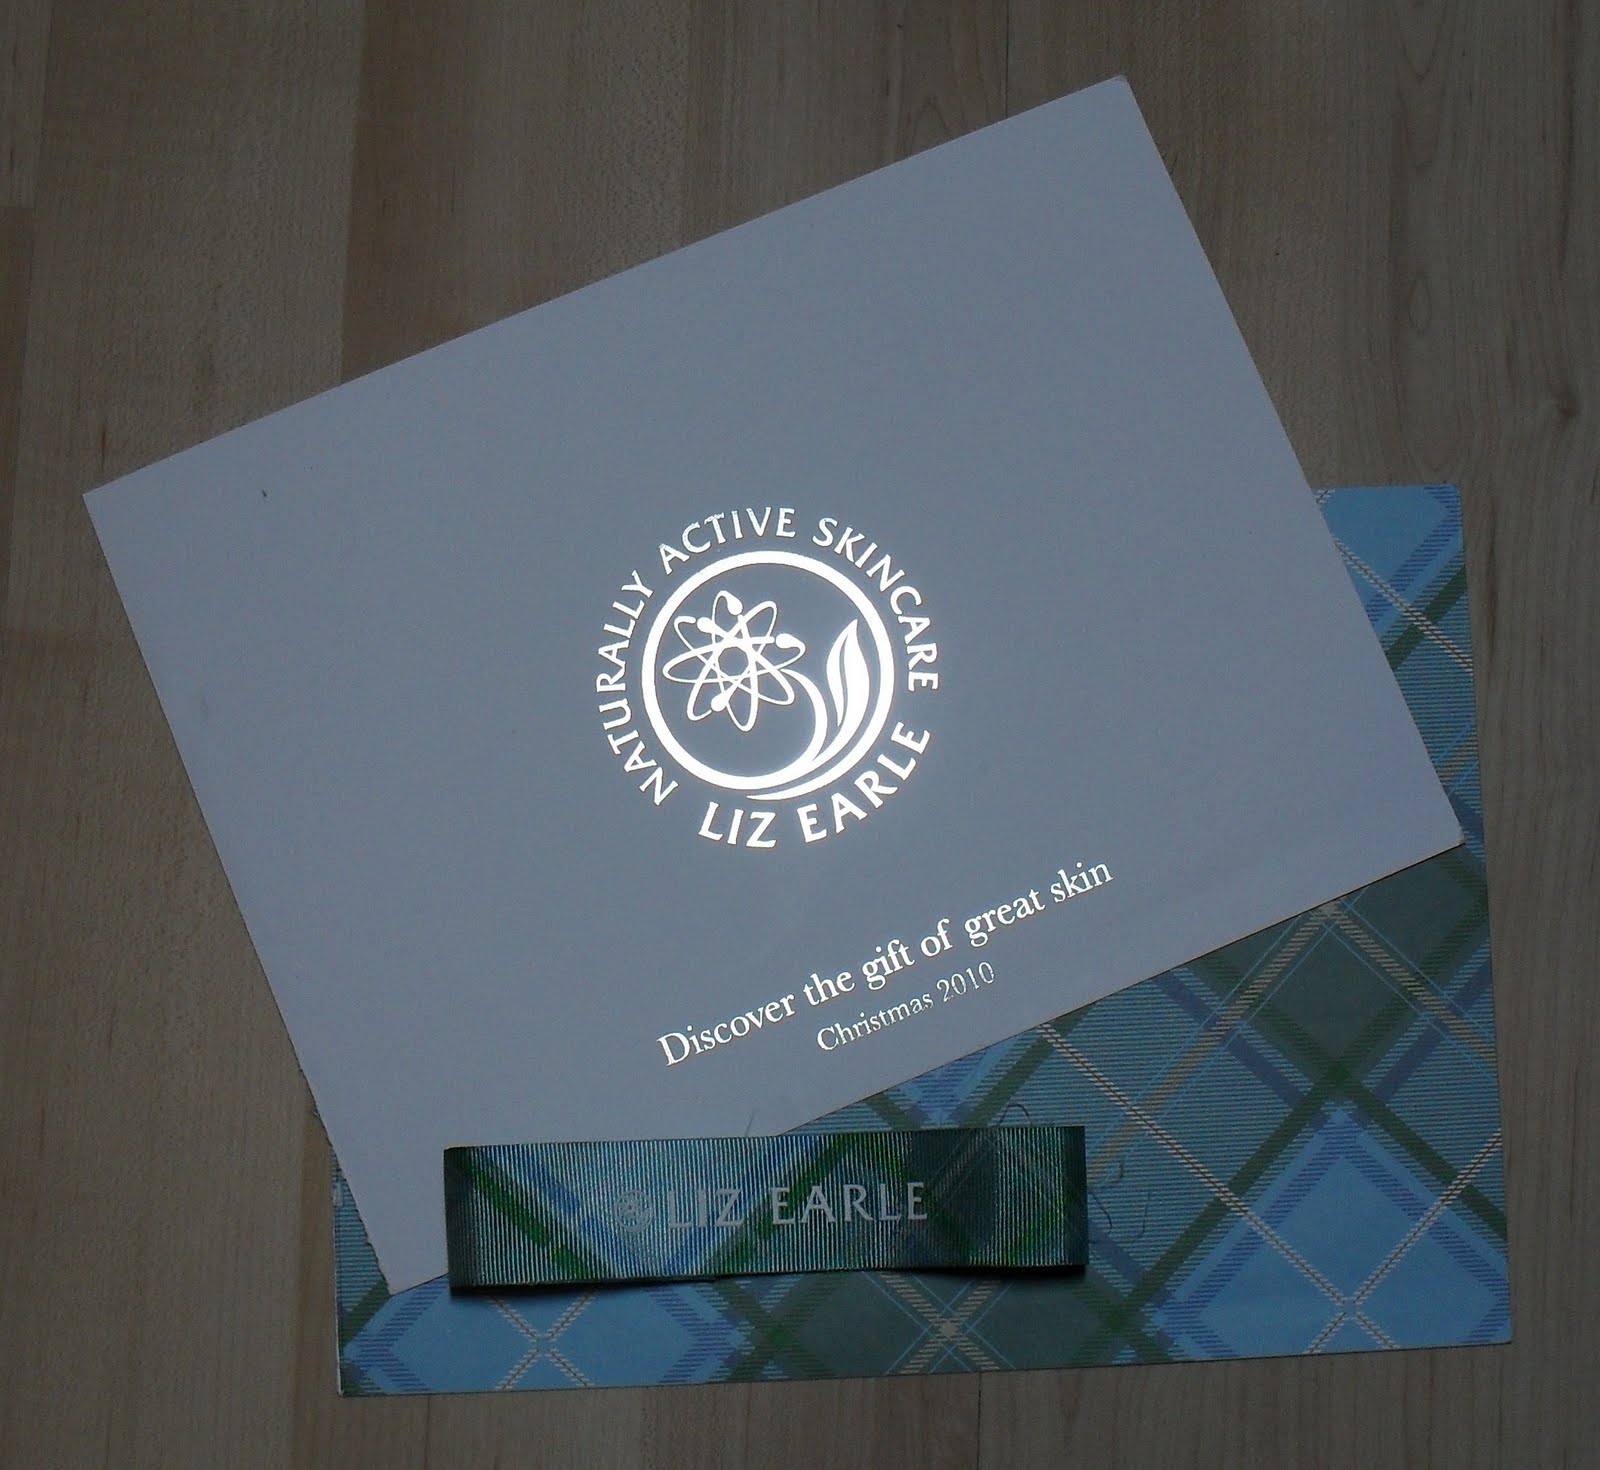 NATURALLY ACTIVE SKINCARE
LIZ EARLE
Discover the gift of great skin
Christmas 2010
LIZ EARLE